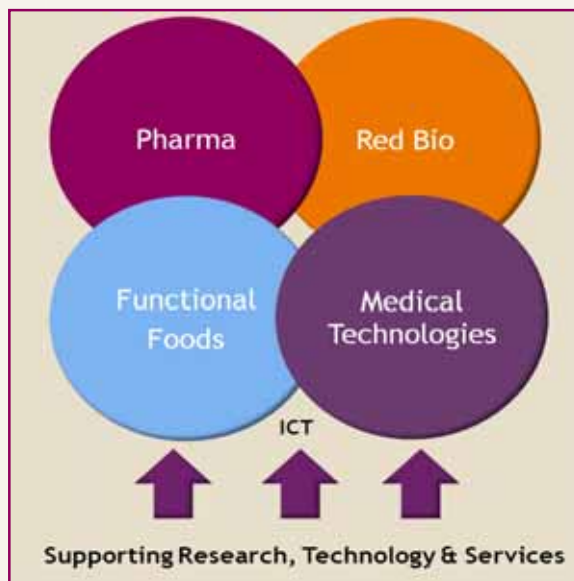 Pharma
Red Bio
Functional
Foods
Medical
Technologies
ICT
Supporting Research, Technology & Services